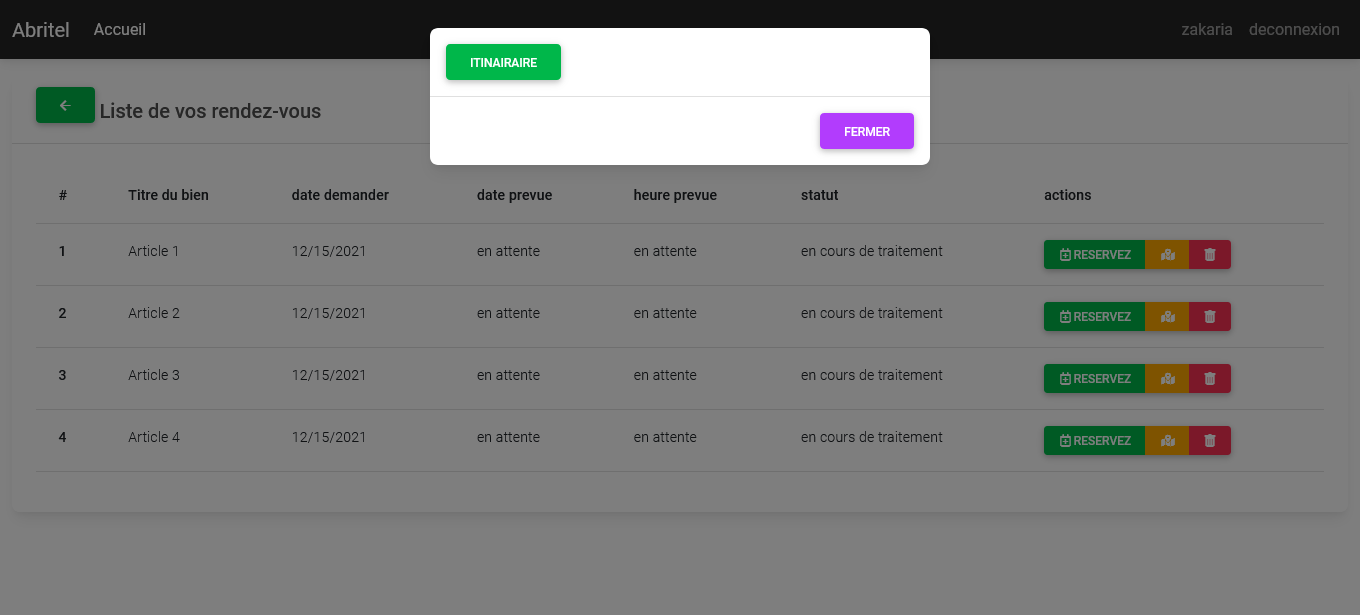 Abritel Accueil zakaria deconnexion
ITINAIRAIRE
Liste de vos rendez-vous
FERMER
# Titre du bien date demander date prevue heure prevue statut actions
1 Article 1 12/15/2021 en attente en attente en cours de traitement RESERVEZ
2 Article 2 12/15/2021 en attente en attente en cours de traitement RESERVEZ
3 Article 3 12/15/2021 en attente en attente en cours de traitement RESERVEZ
4 Article 4 12/15/2021 en attente en attente en cours de traitement RESERVEZ